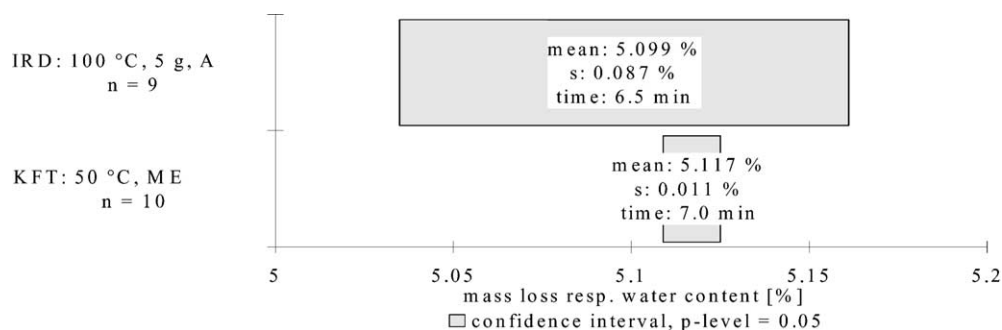 IRD: 100 °C, 5 g, A
n = 9
mean: 5.099 %
s: 0.087 %
time: 6.5 min
KFT: 50 °C, ME
n = 10
mean: 5.117 %
s: 0.011 %
time: 7.0 min
5 5.05 5.1 5.15 5.2
mass loss resp. water content [%]
confidence interval, p-level = 0.05